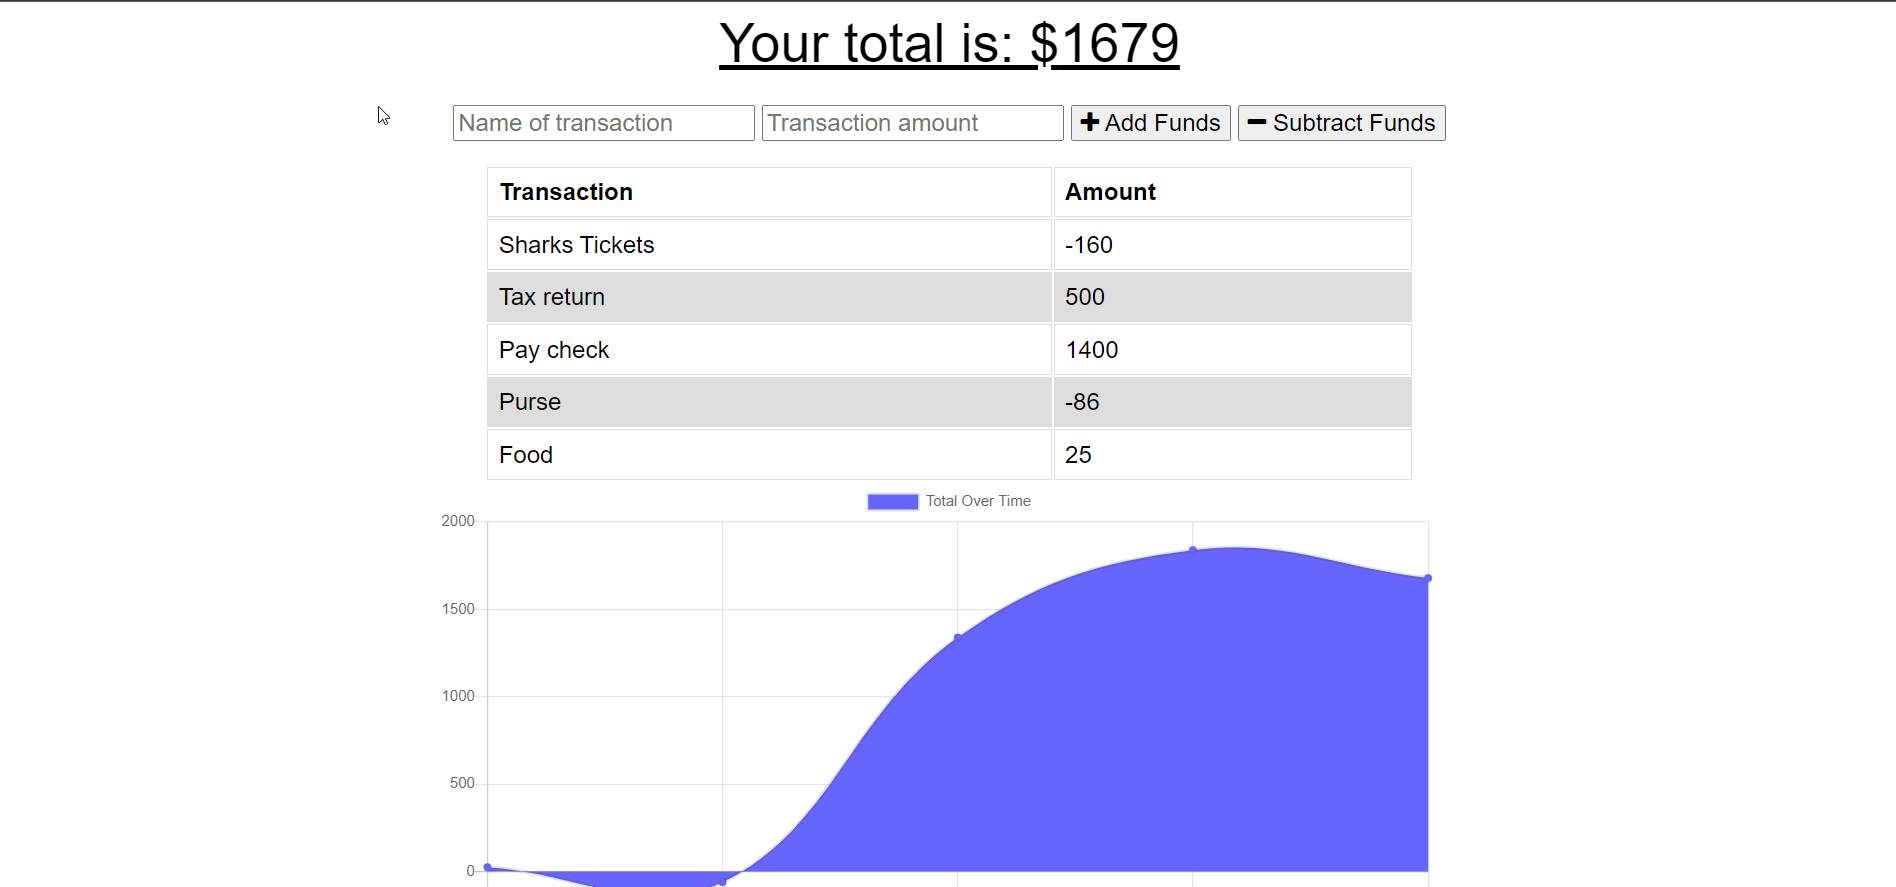 Your total is: $1679
Name of transaction Transaction amount Add Funds Subtract Funds
Transaction Amount
Sharks Tickets -160
Tax return 500
Pay check 1400
Purse -86
Food 25
Total Over Time
2000
1500
1000
500
0